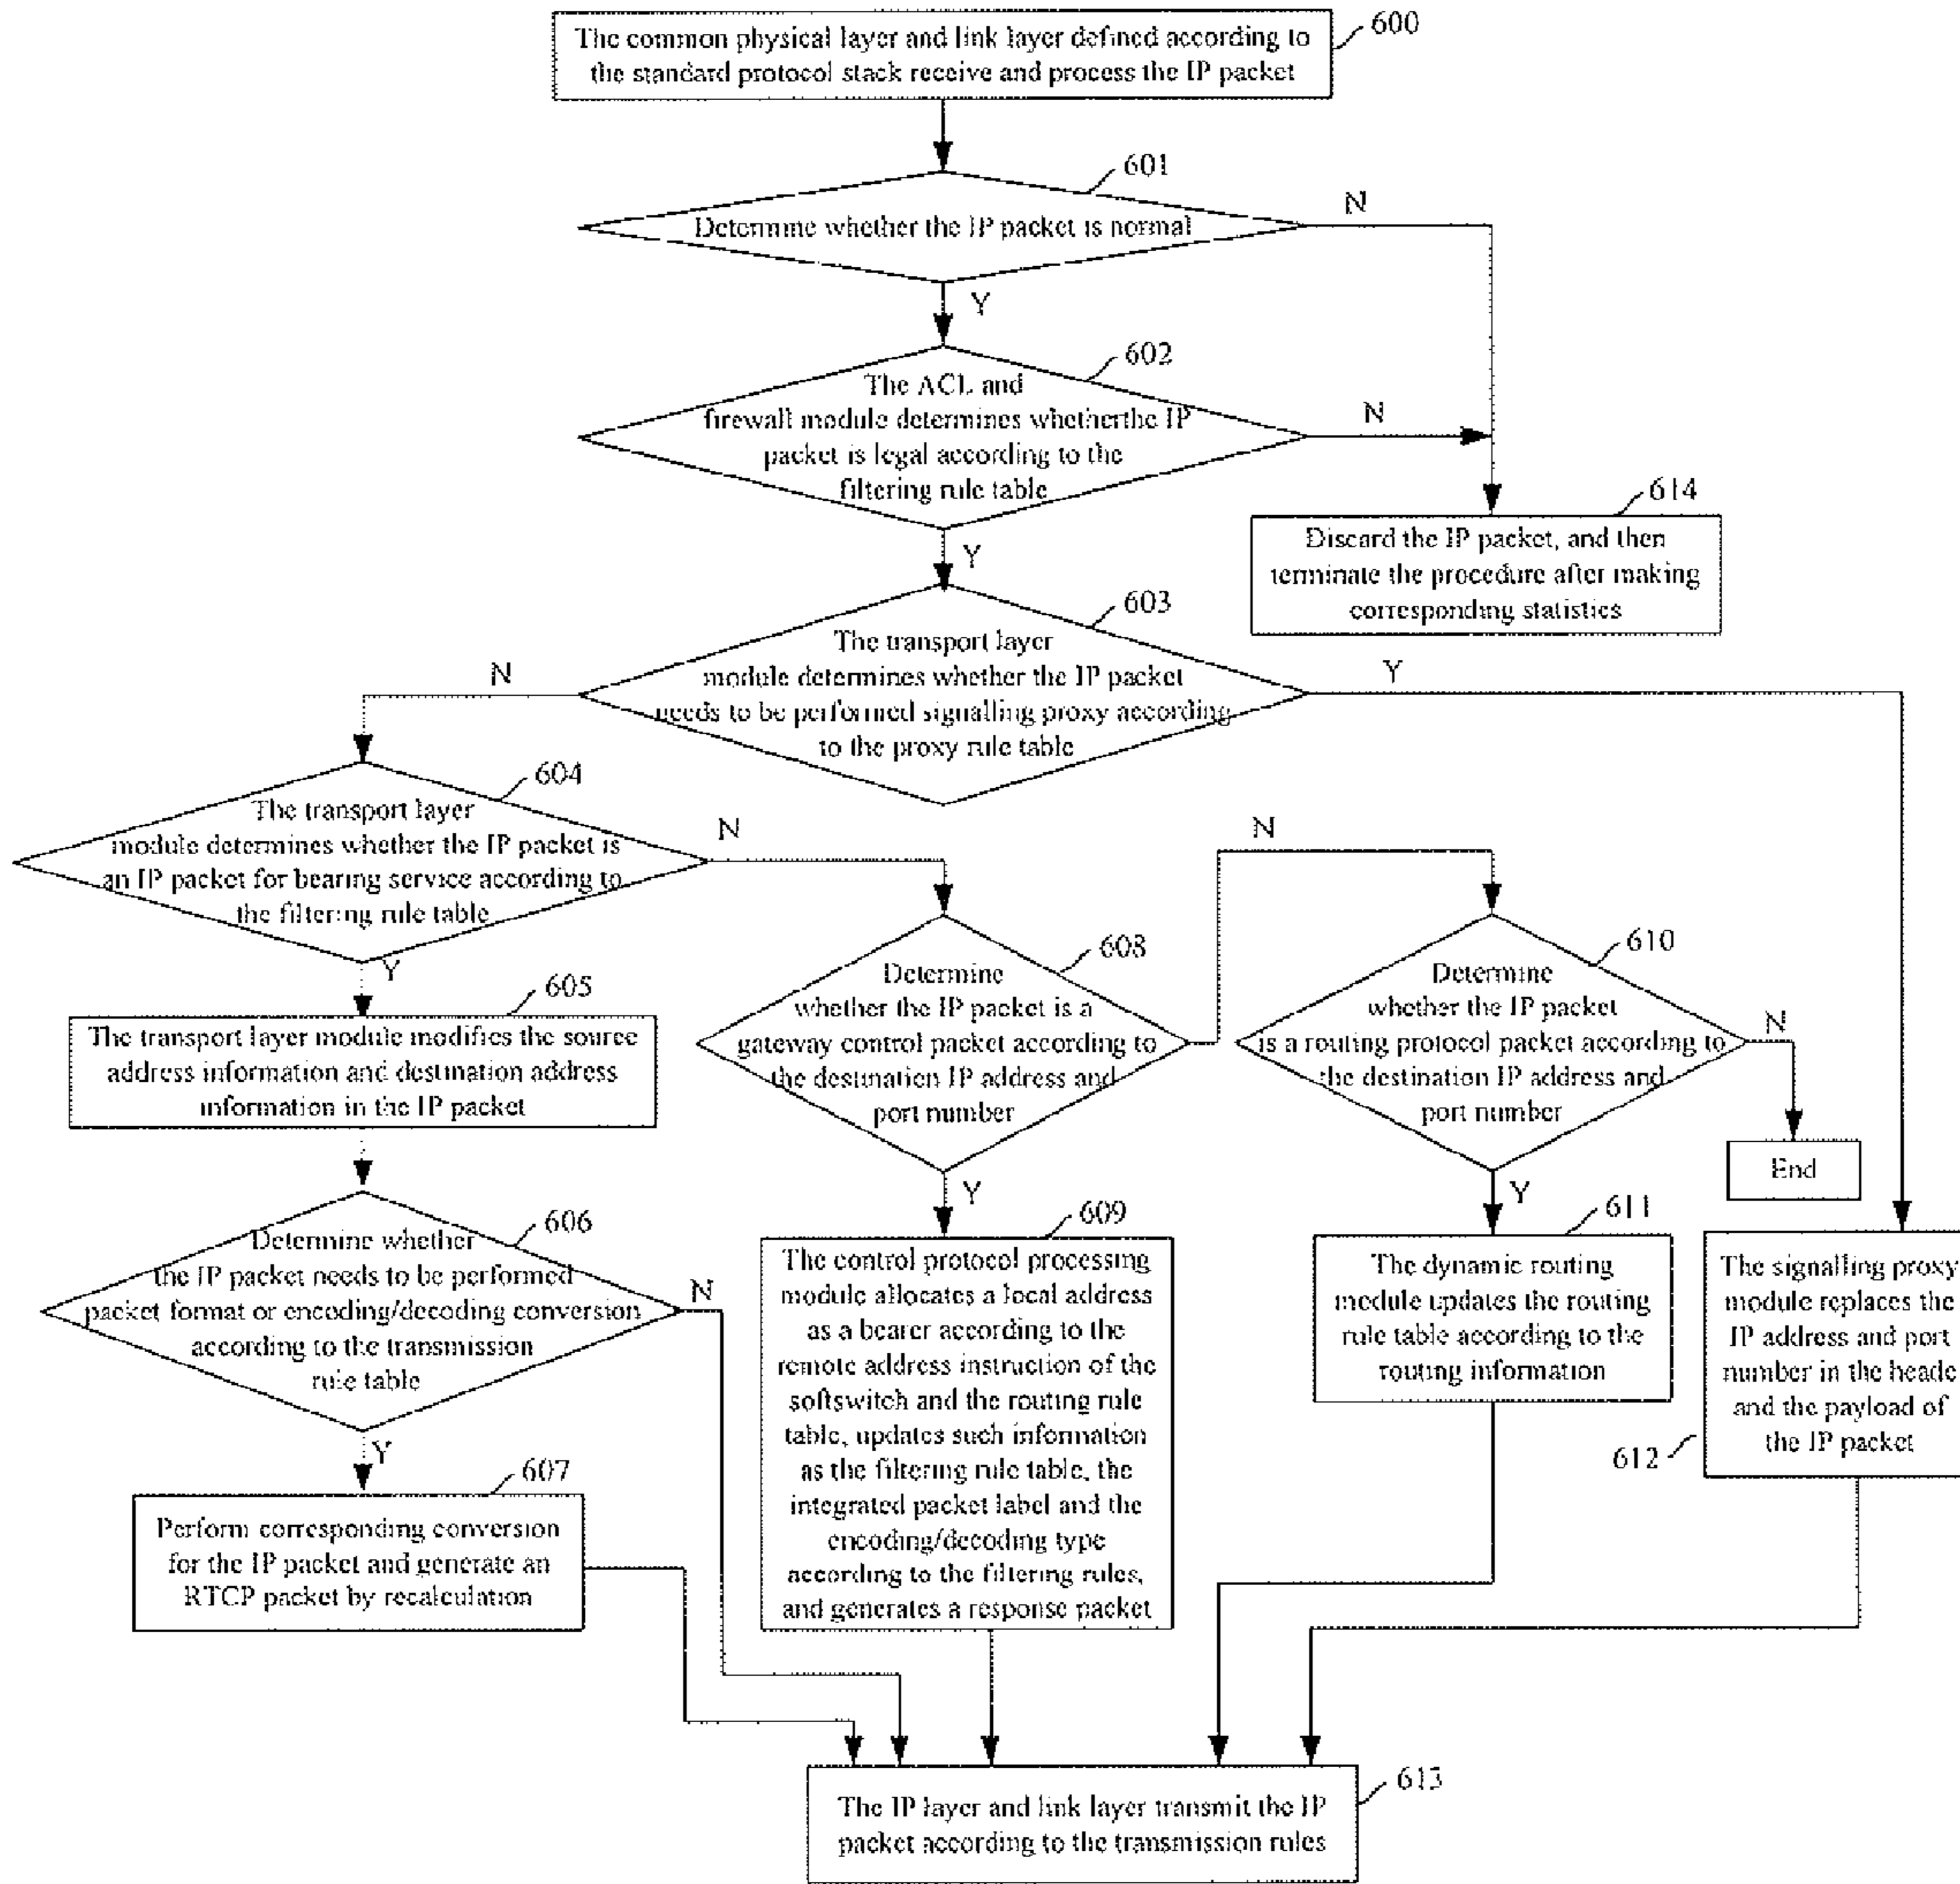 The common physical layer and link layer defined according to
the standard protocol stack receive and process the IP packet
600
601
Determine whether the IP packet is normal
N
Y
602
The ACL and
firewall module determines whetherthe IP
packet is legal according to the
filtering rule table
N
Y
614
Discard the IP packet, and then
terminate the procedure after making
corresponding statistics
603
The transport layer
module determines whether the IP packet
needs to be performed signalling proxy according
to the proxy rule table
N
Y
604
The transport layer
module determines whether the IP packet is
an IP packet for bearing service according to
the filtering rule table
N
Y
605
The transport layer module modifies the source
address information and destination address
information in the IP packet
606
Determine whether
the IP packet needs to be performed
packet format or encoding/decoding conversion
according to the transmission
rule table
N
Y
607
Perform corresponding conversion
for the IP packet and generate an
RTCP packet by recalculation
608
Determine
whether the IP packet is a
gateway control packet according to
the destination IP address and
port number
N
Y
609
The control protocol processing
module allocates a local address
as a bearer according to the
remote address instruction of the
softswitch and the routing rule
table, updates such information
as the filtering rule table, the
integrated packet label and the
encoding/decoding type
according to the filtering rules,
and generates a response packet
610
Determine
whether the IP packet
is a routing protocol packet according to
the destination IP address and
port number
N
End
Y
611
The dynamic routing
module updates the routing
rule table according to the
routing information
The signalling proxy
module replaces the
IP address and port
number in the heade
and the payload of
the IP packet
612
613
The IP layer and link layer transmit the IP
packet according to the transmission rules